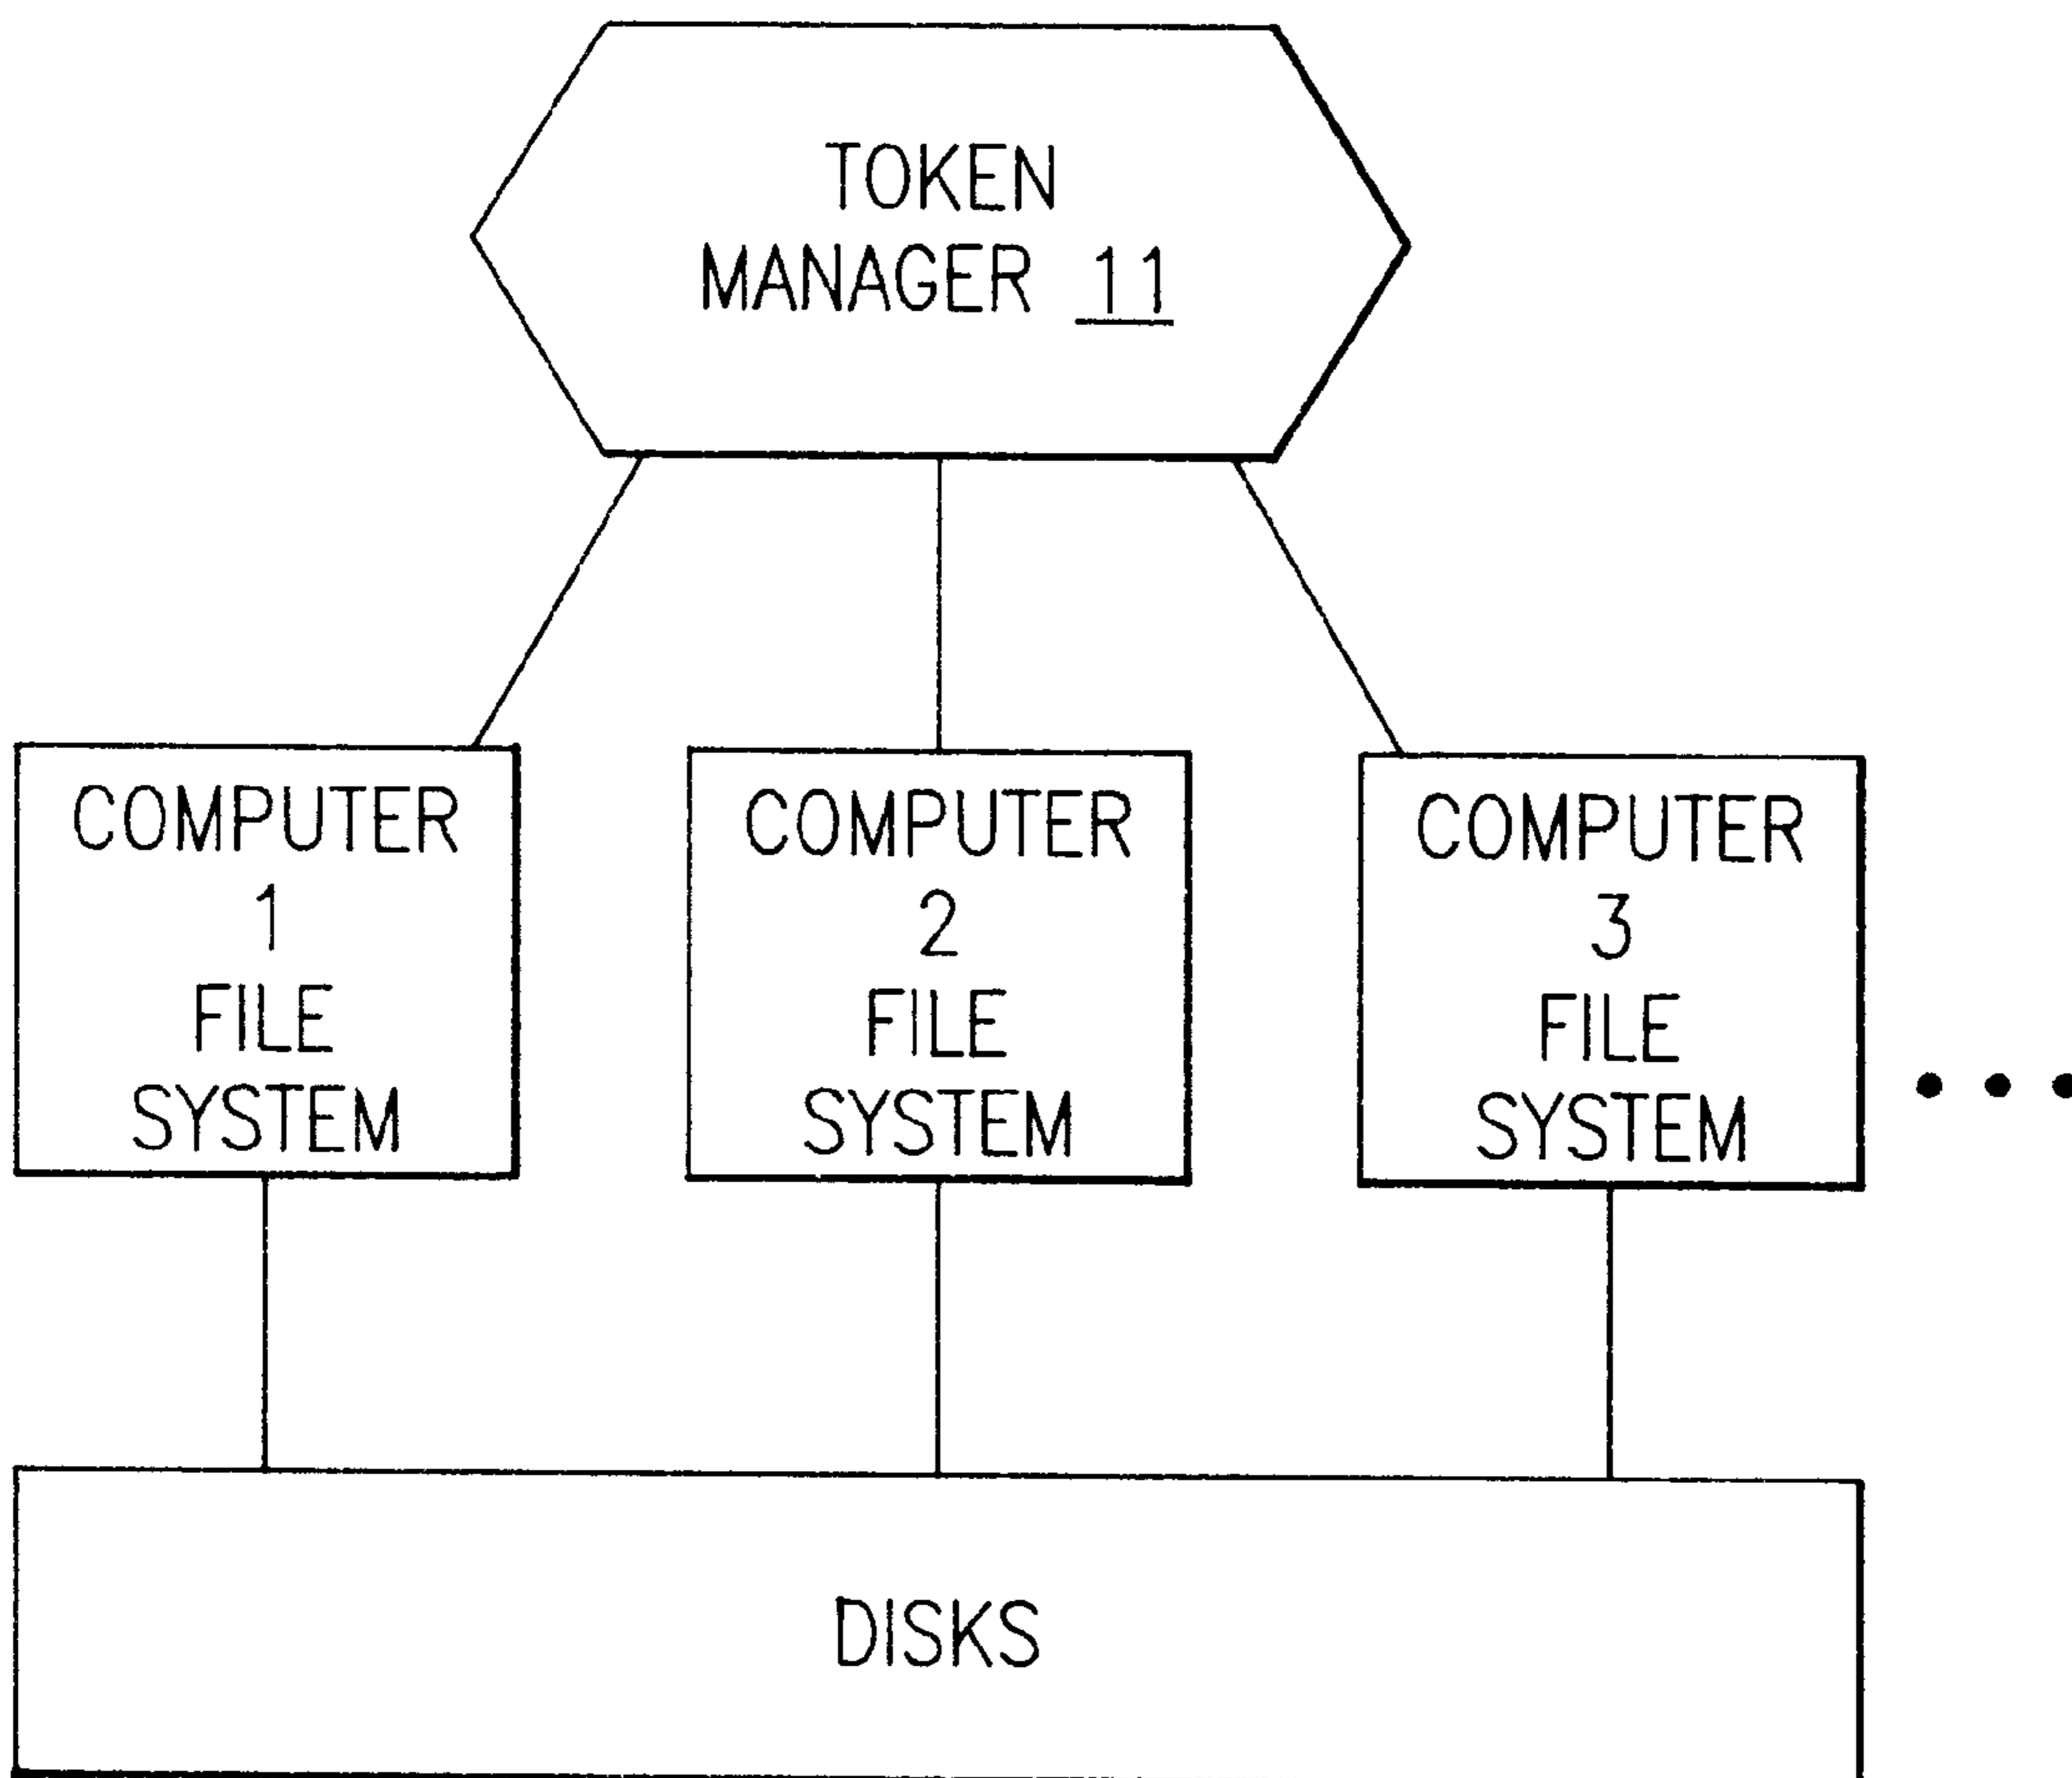 TOKEN
MANAGER 11
COMPUTER
1
FILE
SYSTEM
COMPUTER
2
FILE
SYSTEM
COMPUTER
3
FILE
SYSTEM
DISKS